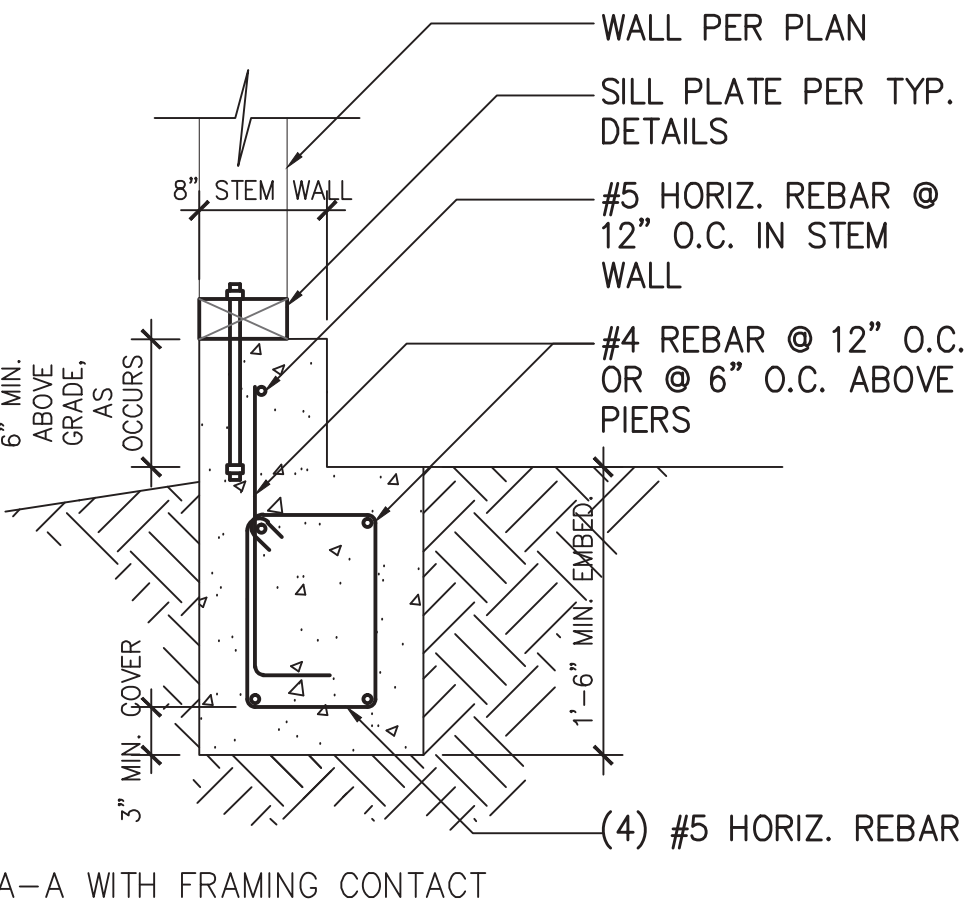 WALL PER PLAN
SILL PLATE PER TYP.
DETAILS
8" STEM WALL
#5 HORIZ. REBAR @
12" O.C. IN STEM
WALL
#4 REBAR @ 12" O.C.
OR @ 6" O.C. ABOVE
PIERS
6" MIN.
ABOVE
GRADE,
AS
OCCURS
1'-6" MIN. EMBED.
3" MIN. COVER
(4) #5 HORIZ. REBAR
A-A WITH FRAMING CONTACT